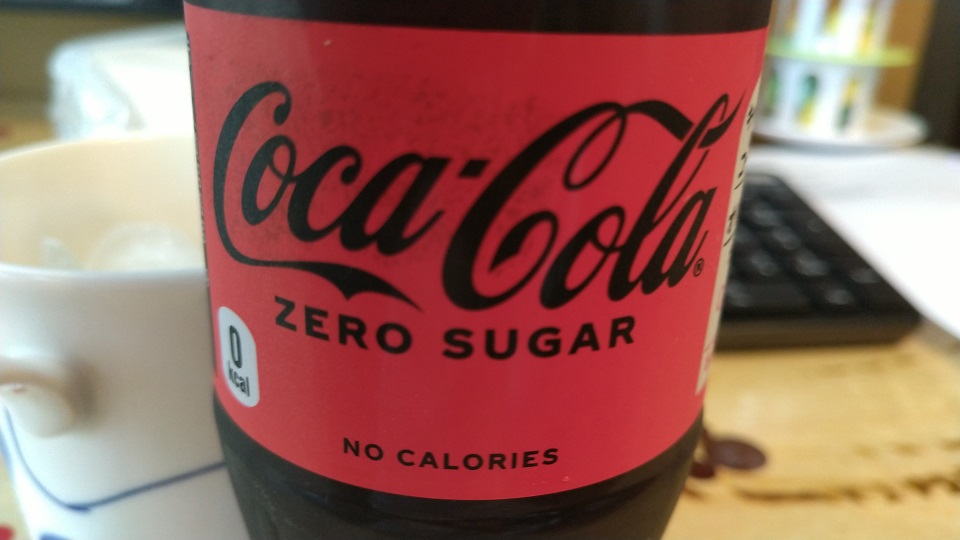 Coca-Cola®
ZERO SUGAR
0
kcal
NO CALORIES